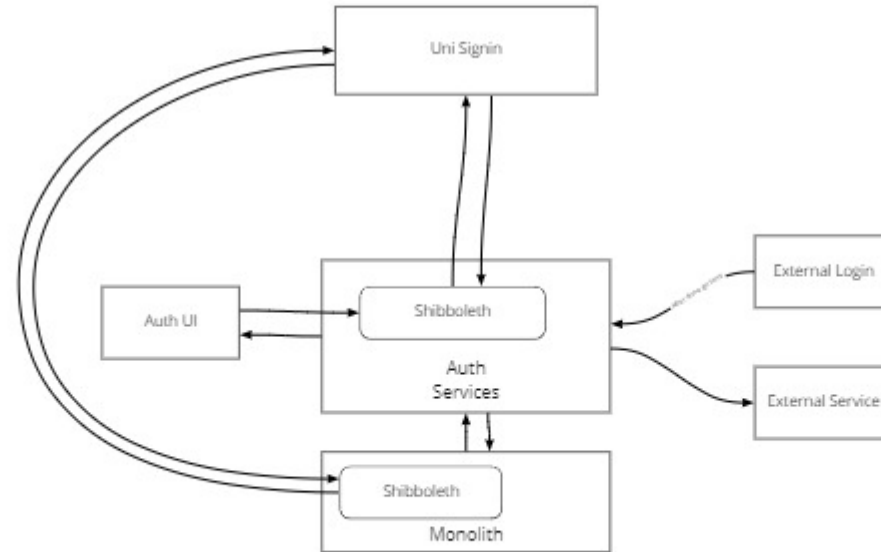 Uni Signin
External Login
Shibboleth
Auth UI
Auth
Services
External Service
Shibboleth
Monolith